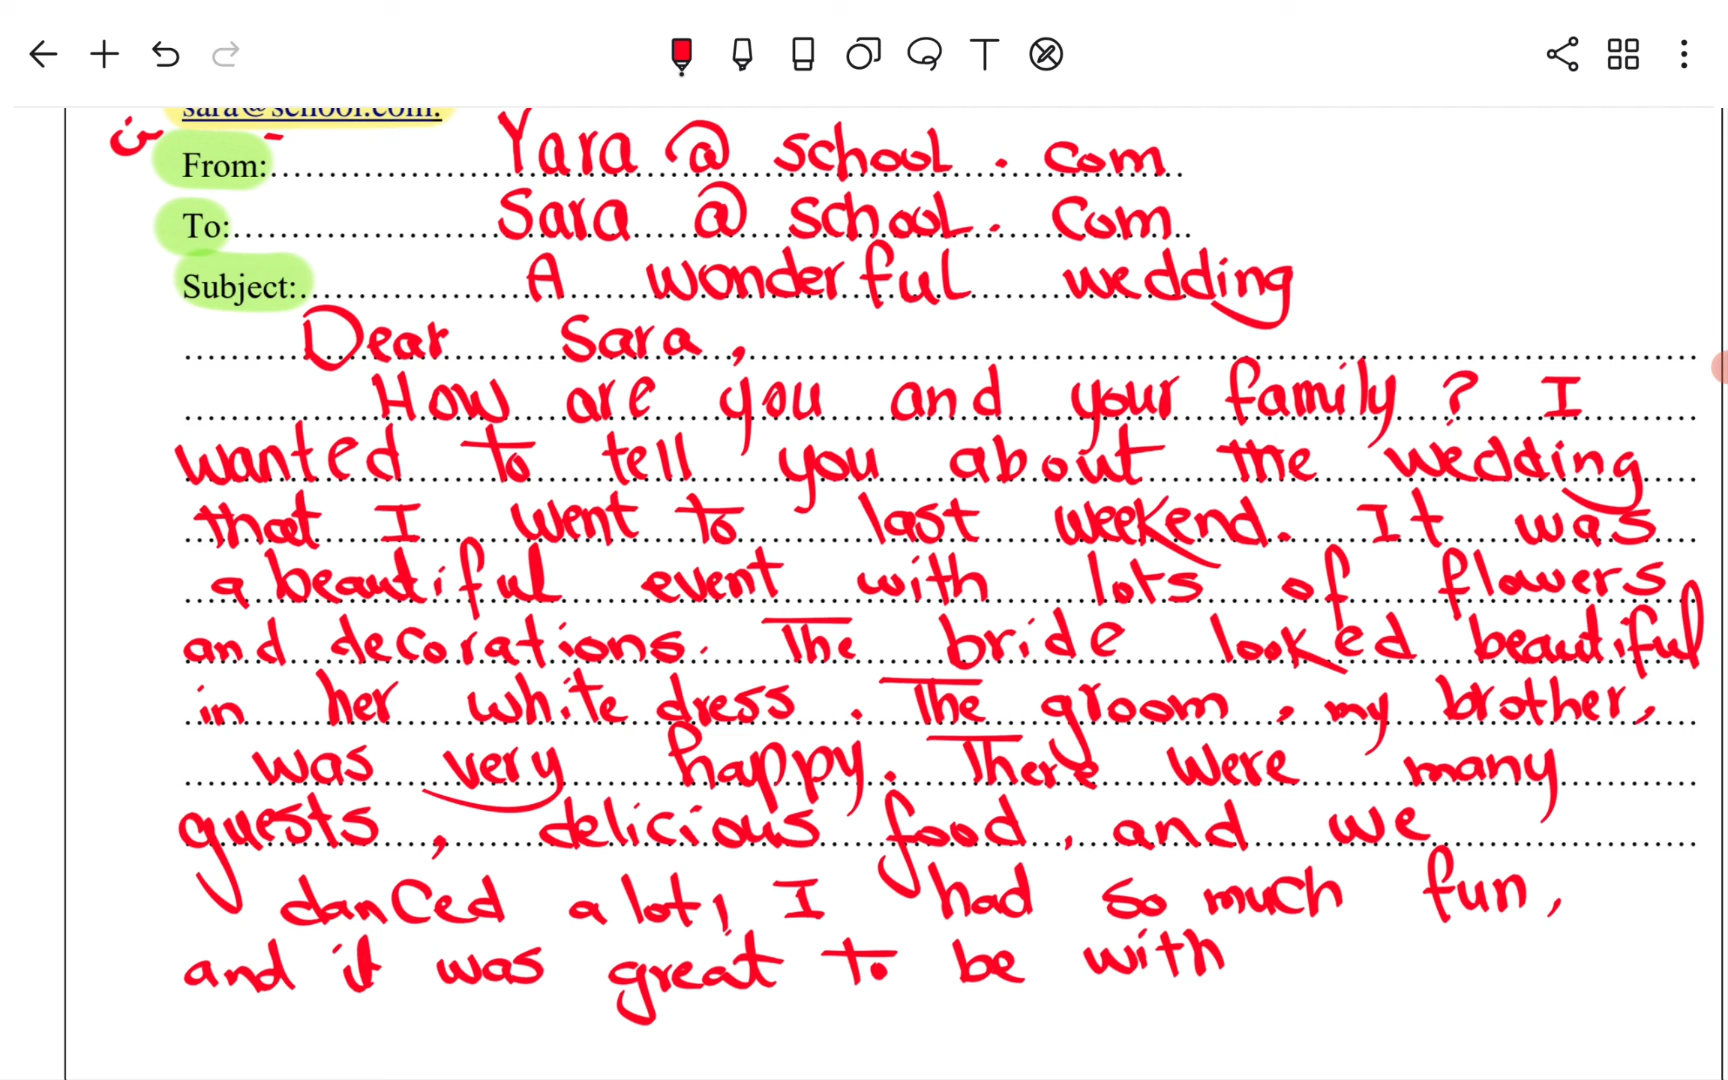 sara@school.com.
From: Yara @ school . com
To: Sara @ school . com
Subject: A wonderful wedding
Dear Sara,
How are you and your family ? I
wanted to tell you about the wedding
that I went to last weekend. It was
a beautiful event with lots of flowers
and decorations. The bride looked beautiful
in her white dress . The groom , my brother,
was very happy. There were many
guests , delicious food , and we
danced a lot! I had so much fun,
and it was great to be with